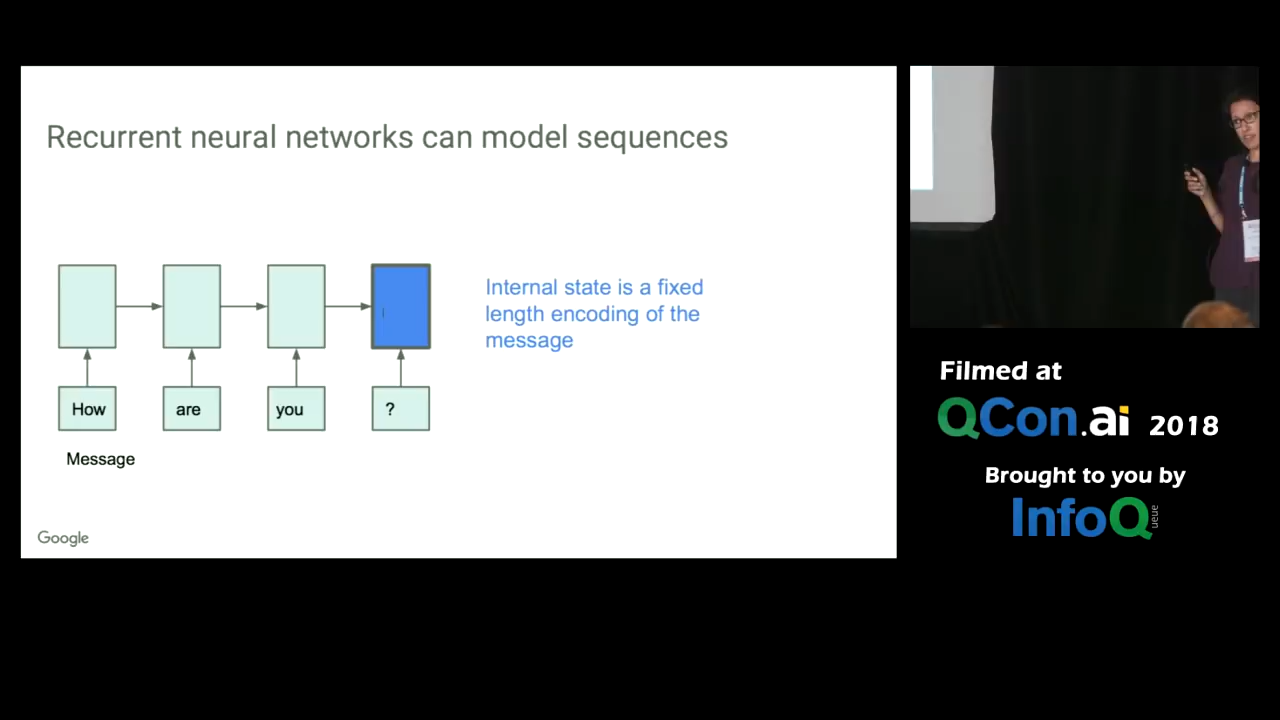 Recurrent neural networks can model sequences
Internal state is a fixed
length encoding of the
message
How
are
you
?
Message
Google
Filmed at
QCon.ai 2018
Brought to you by
InfoQ
ueue